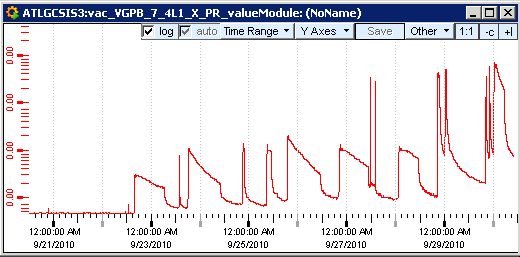 ATLGCSIS3:vac_VGPB_7_4L1_X_PR_valueModule: (NoName)
log auto Time Range Y Axes Save Other 1:1 -c +l
0.00
0.00
0.00
0.00
12:00:00 AM 12:00:00 AM 12:00:00 AM 12:00:00 AM 12:00:00 AM
9/21/2010 9/23/2010 9/25/2010 9/27/2010 9/29/2010